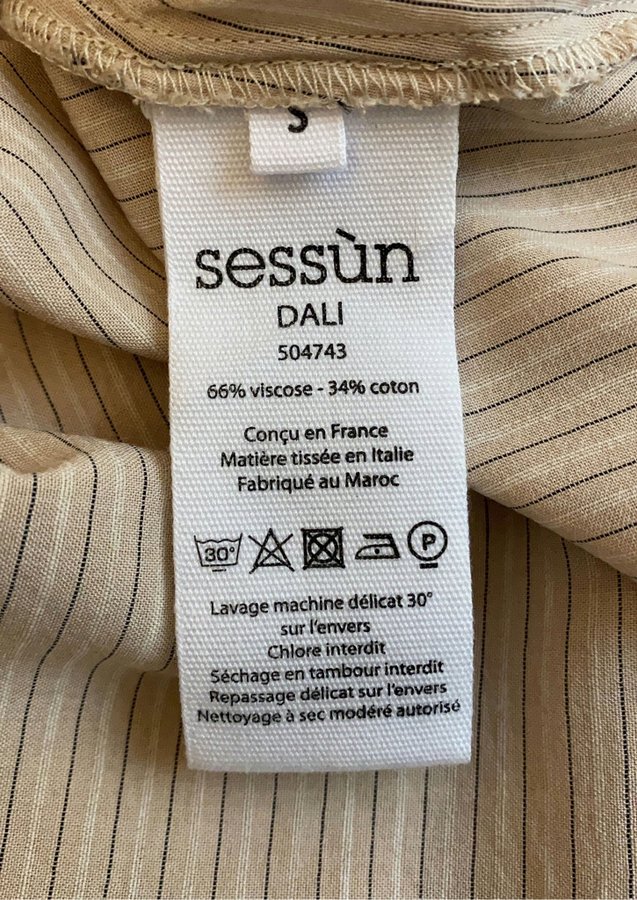 S
sessùn
DALI
504743
66% viscose - 34% coton
Conçu en France
Matière tissée en Italie
Fabriqué au Maroc
30° P
Lavage machine délicat 30°
sur l'envers
Chlore interdit
Séchage en tambour interdit
Repassage délicat sur l'envers
Nettoyage à sec modéré autorisé